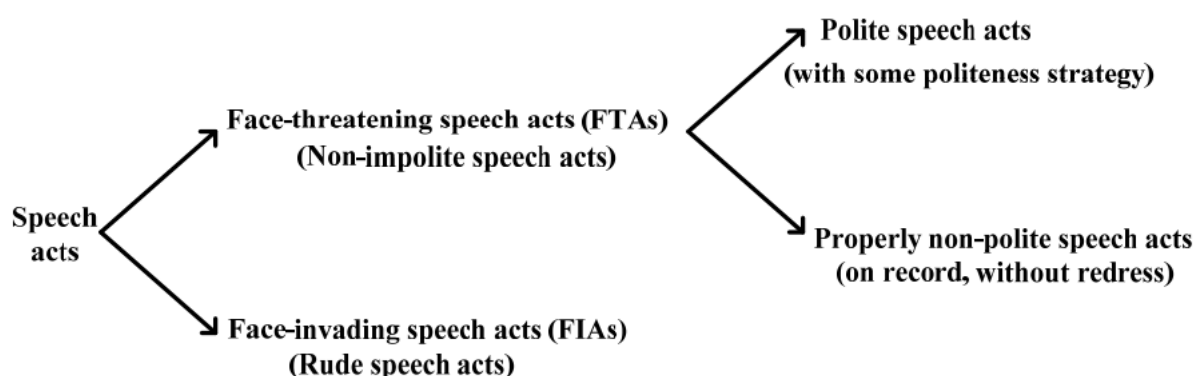 Polite speech acts
(with some politeness strategy)
Face-threatening speech acts (FTAs)
(Non-impolite speech acts)
Speech
acts
Properly non-polite speech acts
(on record, without redress)
Face-invading speech acts (FIAs)
(Rude speech acts)